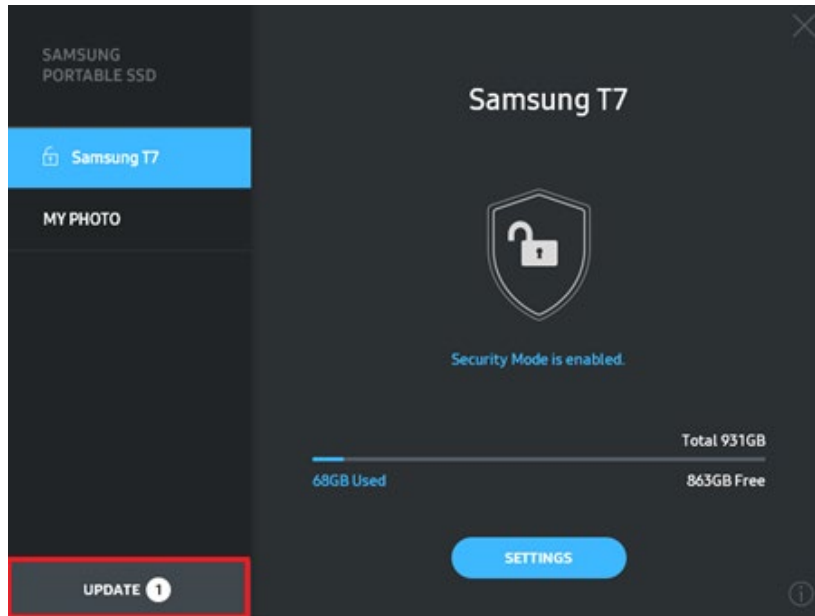 SAMSUNG
PORTABLE SSD
Samsung T7
MY PHOTO
UPDATE 1
Samsung T7
Security Mode is enabled.
Total 931GB
68GB Used
863GB Free
SETTINGS